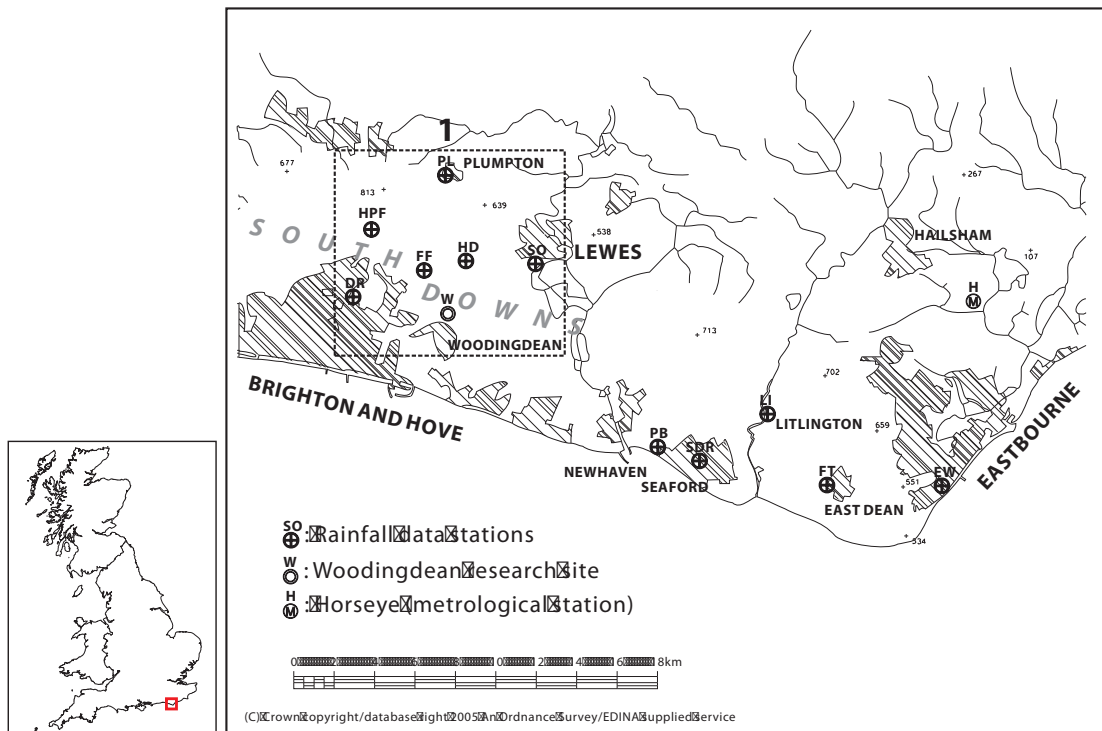 1
PL PLUMPTON
677
813
639
267
HPF
SOUTH DOWNS
538
LEWES
HAILSHAM
107
FF
HD
SO
DR
W
H
M
WOODINGDEAN
713
702
BRIGHTON AND HOVE
LI
LITLINGTON
659
EASTBOURNE
PB
SDR
NEWHAVEN
SEAFORD
FT
EW
551
EAST DEAN
534
SO : Rainfall data stations
W : Woodingdean research site
H M : Horseye (metrological station)
8km
(C) Crown copyright/database right 2005 An Ordnance Survey/EDINA supplied service